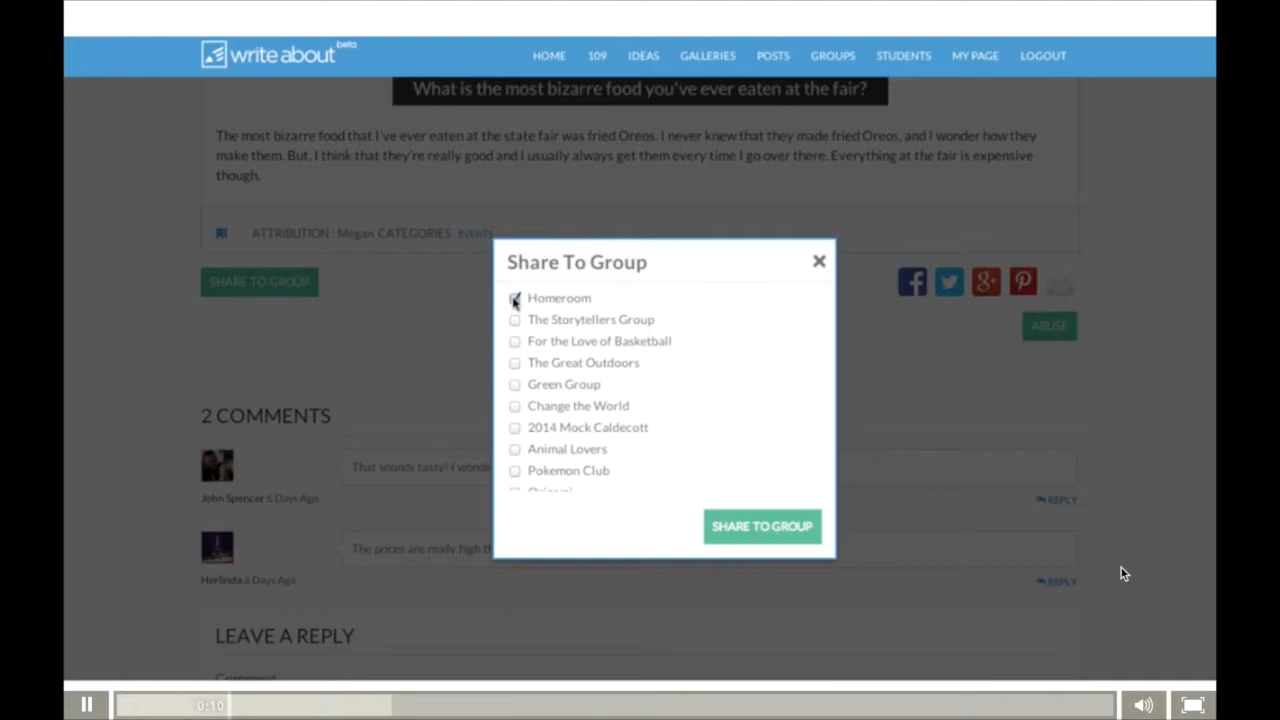 write about beta
HOME 109 IDEAS GALLERIES POSTS GROUPS STUDENTS MY PAGE LOGOUT
What is the most bizarre food you've ever eaten at the fair?
The most bizarre food that I've ever eaten at the state fair was fried Oreos. I never knew that they made fried Oreos, and I wonder how they
make them. But, I think that they're really good and I usually always get them every time I go over there. Everything at the fair is expensive
though.
ATTRIBUTION : Megan CATEGORIES EVENTS
SHARE TO GROUP
ABUSE
Share To Group
Homeroom
The Storytellers Group
For the Love of Basketball
The Great Outdoors
Green Group
Change the World
2014 Mock Caldecott
Animal Lovers
Pokemon Club
SHARE TO GROUP
2 COMMENTS
That sounds tasty! I
John Spencer 6 Days Ago
REPLY
The prices are really high
Herlinda 6 Days Ago
REPLY
LEAVE A REPLY
Comment
0:10